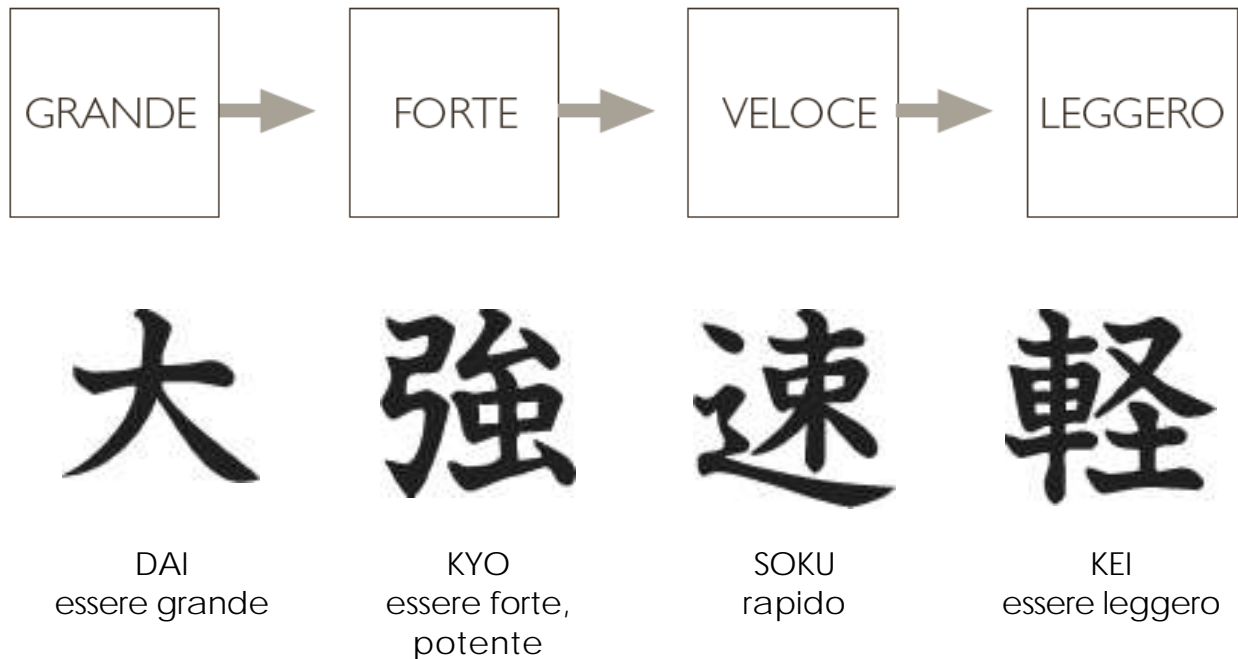 GRANDE FORTE VELOCE LEGGERO
大 強 速 軽
DAI KYO SOKU KEI
essere grande essere forte, rapido essere leggero
potente